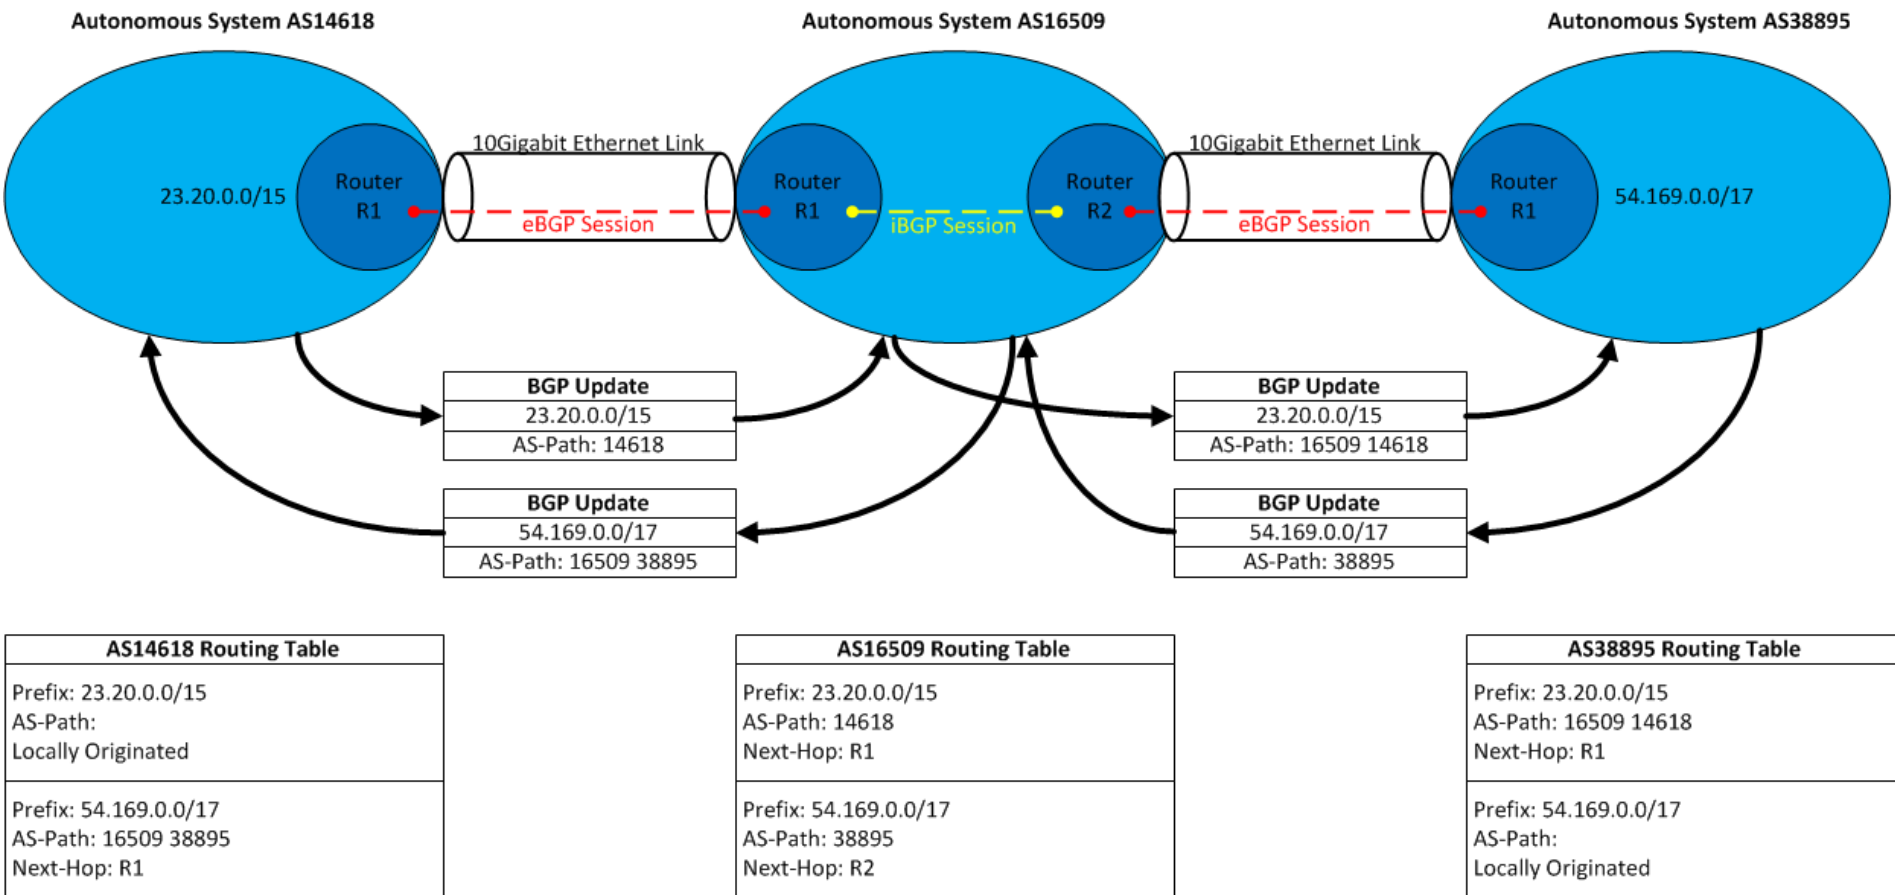 Autonomous System AS14618
Autonomous System AS16509
Autonomous System AS38895
10Gigabit Ethernet Link
10Gigabit Ethernet Link
23.20.0.0/15
Router
R1
eBGP Session
Router
R1
iBGP Session
Router
R2
eBGP Session
Router
R1
54.169.0.0/17
BGP Update
23.20.0.0/15
AS-Path: 14618
BGP Update
23.20.0.0/15
AS-Path: 16509 14618
BGP Update
54.169.0.0/17
AS-Path: 16509 38895
BGP Update
54.169.0.0/17
AS-Path: 38895
AS14618 Routing Table
Prefix: 23.20.0.0/15
AS-Path:
Locally Originated
Prefix: 54.169.0.0/17
AS-Path: 16509 38895
Next-Hop: R1
AS16509 Routing Table
Prefix: 23.20.0.0/15
AS-Path: 14618
Next-Hop: R1
Prefix: 54.169.0.0/17
AS-Path: 38895
Next-Hop: R2
AS38895 Routing Table
Prefix: 23.20.0.0/15
AS-Path: 16509 14618
Next-Hop: R1
Prefix: 54.169.0.0/17
AS-Path:
Locally Originated